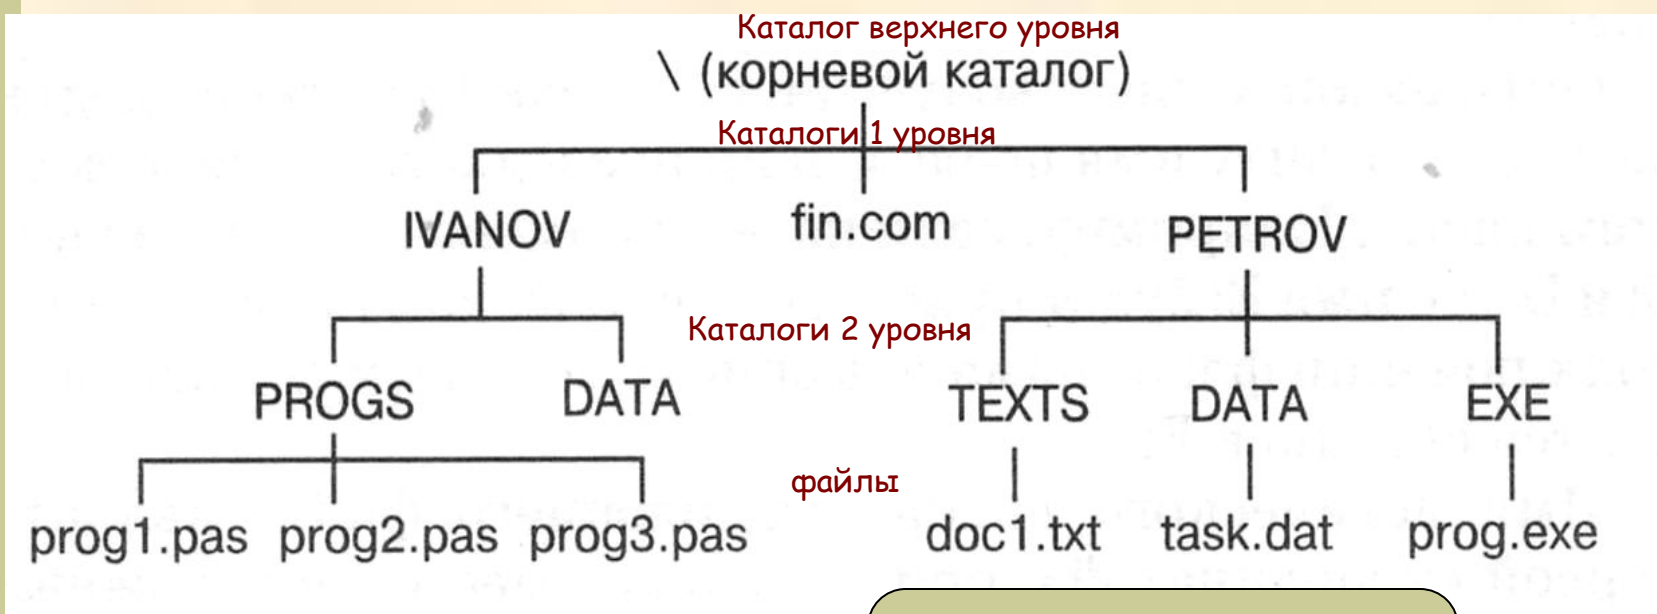 Каталог верхнего уровня
\ (корневой каталог)
Каталоги 1 уровня
IVANOV fin.com PETROV
Каталоги 2 уровня
PROGS DATA TEXTS DATA EXE
файлы
prog1.pas prog2.pas prog3.pas doc1.txt task.dat prog.exe